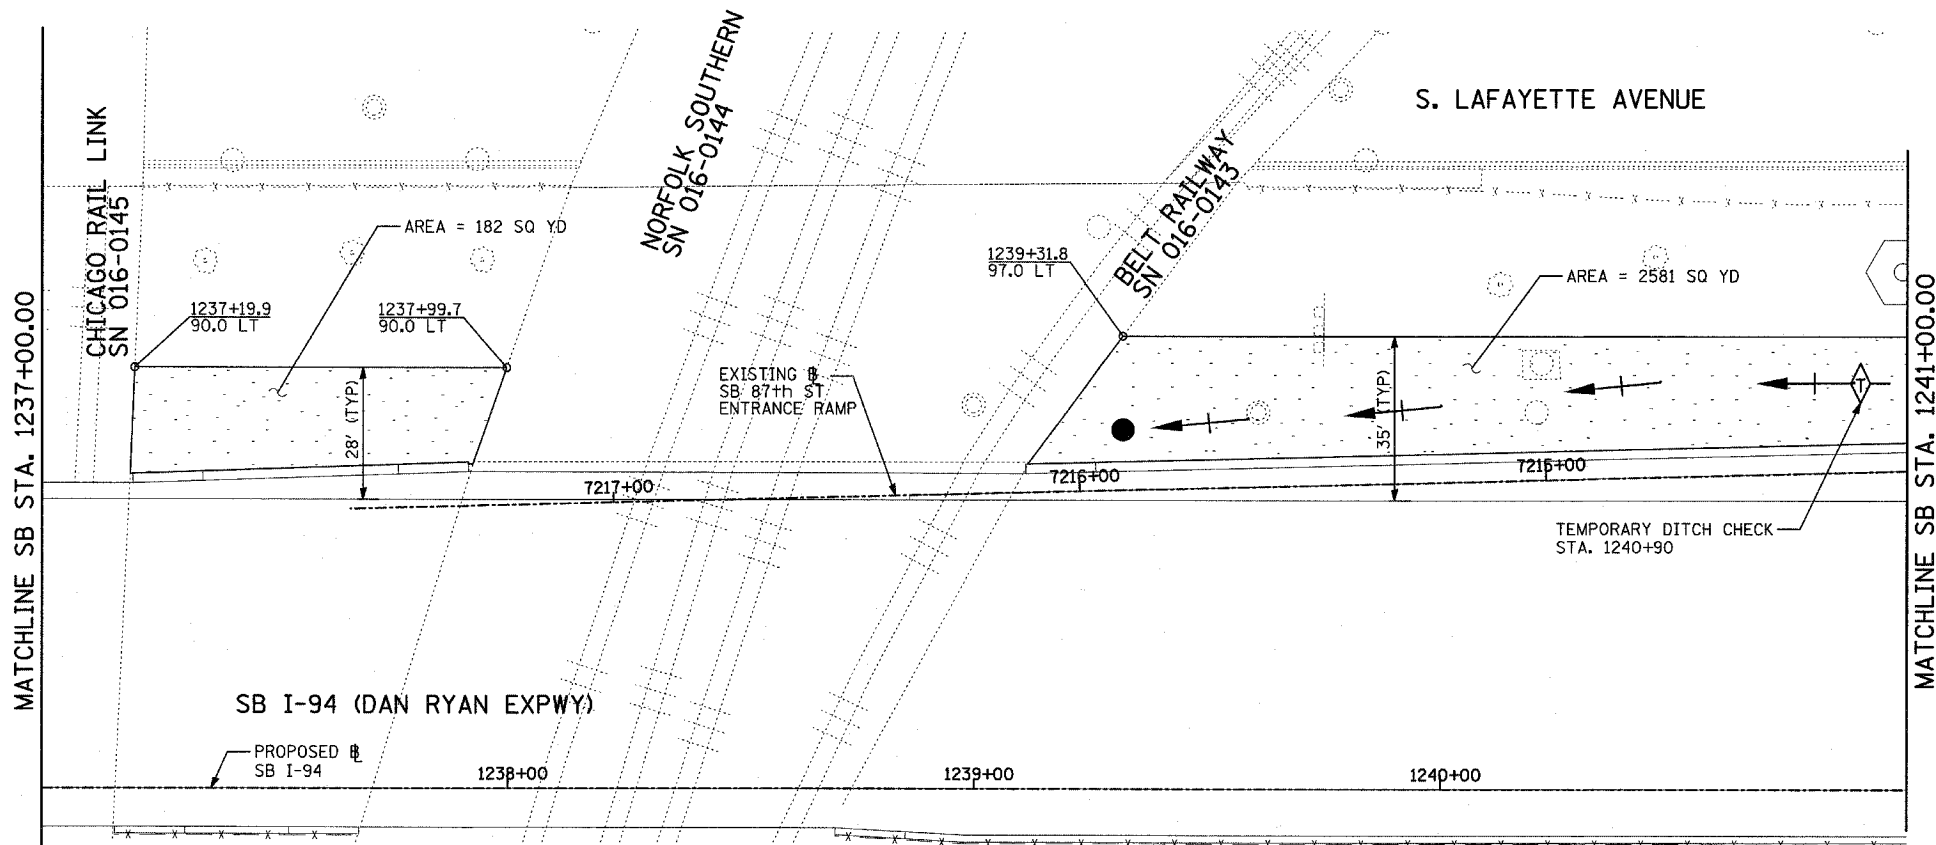 MATCHLINE SB STA. 1237+00.00
CHICAGO RAIL LINK
SN 016-0145
AREA = 182 SQ YD
1237+19.9
90.0 LT
1237+99.7
90.0 LT
28' (TYP)
NORFOLK SOUTHERN
SN 016-0144
EXISTING ℄
SB 87th ST
ENTRANCE RAMP
BELT RAILWAY
SN 016-0143
1239+31.8
97.0 LT
S. LAFAYETTE AVENUE
AREA = 2581 SQ YD
35' (TYP)
T
7217+00
7216+00
7215+00
TEMPORARY DITCH CHECK
STA. 1240+90
SB I-94 (DAN RYAN EXPWY)
PROPOSED ℄
SB I-94
1238+00
1239+00
1240+00
MATCHLINE SB STA. 1241+00.00